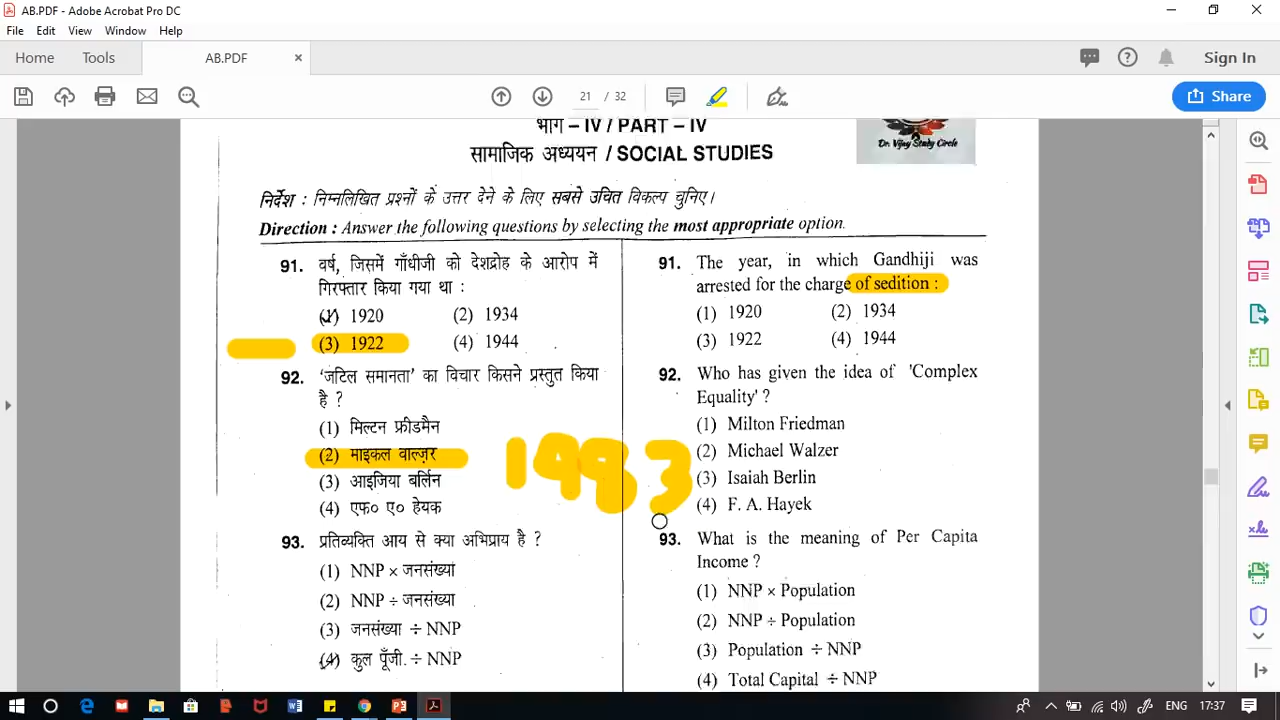 AB.PDF - Adobe Acrobat Pro DC
File Edit View Window Help
Home Tools AB.PDF × Sign In
21 / 32 Share
भाग – IV / PART – IV
सामाजिक अध्ययन / SOCIAL STUDIES
Dr. Vijay Study Circle
निर्देश : निम्नलिखित प्रश्नों के उत्तर देने के लिए सबसे उचित विकल्प चुनिए।
Direction : Answer the following questions by selecting the most appropriate option.
91. वर्ष, जिसमें गाँधीजी को देशद्रोह के आरोप में
गिरफ्तार किया गया था :
(1) 1920 (2) 1934
(3) 1922 (4) 1944
92. 'जटिल समानता' का विचार किसने प्रस्तुत किया
है ?
(1) मिल्टन फ्रीडमैन
(2) माइकल वाल्ज़र
(3) आइजिया बर्लिन
(4) एफ० ए० हेयक
93. प्रतिव्यक्ति आय से क्या अभिप्राय है ?
(1) NNP × जनसंख्या
(2) NNP ÷ जनसंख्या
(3) जनसंख्या ÷ NNP
(4) कुल पूँजी ÷ NNP
1993
91. The year, in which Gandhiji was
arrested for the charge of sedition :
(1) 1920 (2) 1934
(3) 1922 (4) 1944
92. Who has given the idea of 'Complex
Equality' ?
(1) Milton Friedman
(2) Michael Walzer
(3) Isaiah Berlin
(4) F. A. Hayek
93. What is the meaning of Per Capita
Income ?
(1) NNP × Population
(2) NNP ÷ Population
(3) Population ÷ NNP
(4) Total Capital ÷ NNP
ENG 17:37